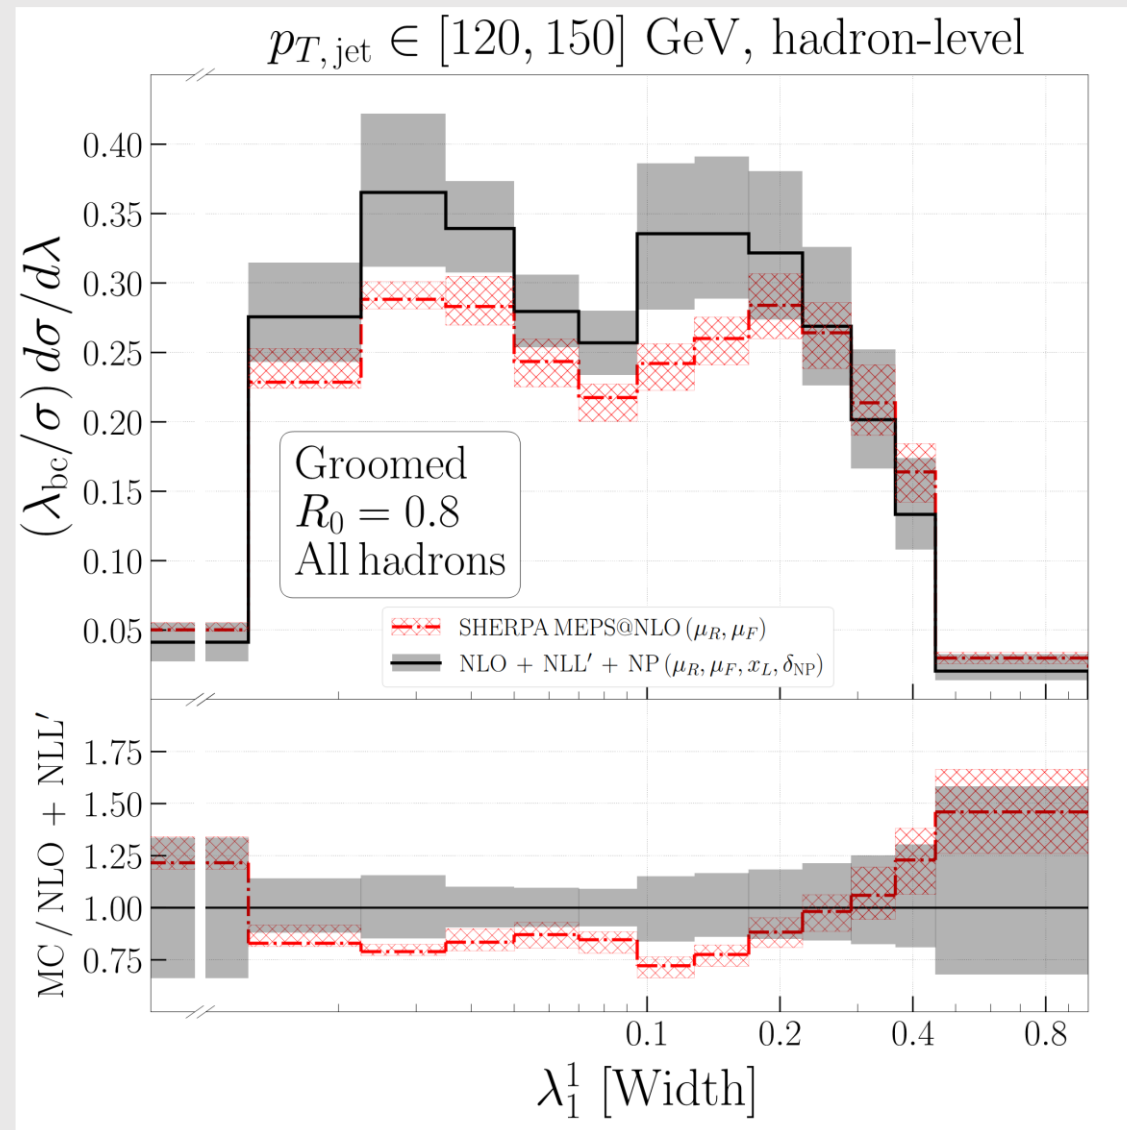 p_{T, jet} ∈ [120, 150] GeV, hadron-level
(λ_bc/σ) dσ/dλ
0.40
0.35
0.30
0.25
0.20
0.15
0.10
0.05
Groomed
R_0 = 0.8
All hadrons
SHERPA MEPS@NLO (μ_R, μ_F)
NLO + NLL′ + NP (μ_R, μ_F, x_L, δ_NP)
MC / NLO + NLL′
1.75
1.50
1.25
1.00
0.75
0.1 0.2 0.4 0.8
λ^1_1 [Width]